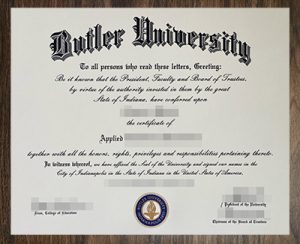 Butler University
To all persons who read these letters, Greeting:
Be it known that the President, Faculty and Board of Trustees,
by virtue of the authority invested in them by the great
State of Indiana, have conferred upon
the certificate of
Applied
together with all the honors, rights, privileges and responsibilities pertaining thereto.
In witness whereof, we have affixed the Seal of the University and signed our names in the
City of Indianapolis in the State of Indiana in the United States of America.
Dean, College of Education
President of the University
Chairman of the Board of Trustees